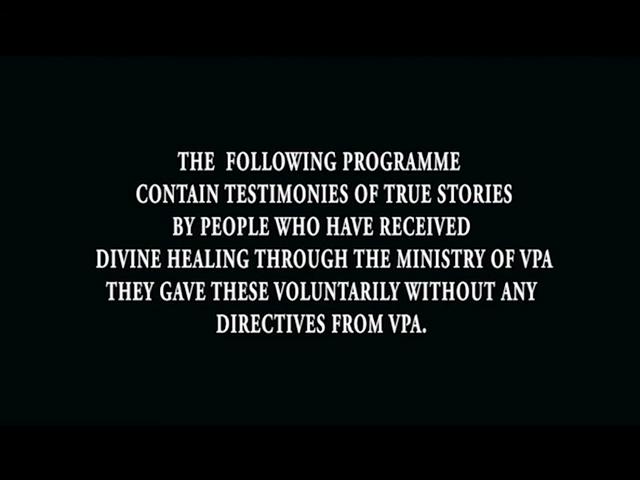 THE FOLLOWING PROGRAMME
CONTAIN TESTIMONIES OF TRUE STORIES
BY PEOPLE WHO HAVE RECEIVED
DIVINE HEALING THROUGH THE MINISTRY OF VPA
THEY GAVE THESE VOLUNTARILY WITHOUT ANY
DIRECTIVES FROM VPA.